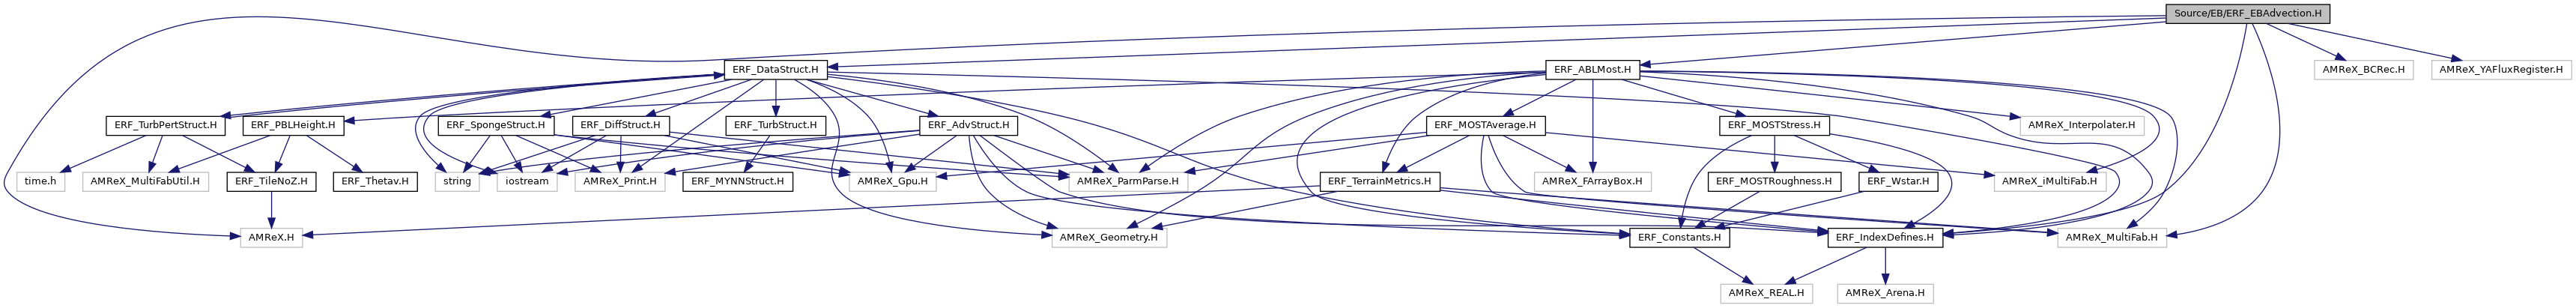 Source/EB/ERF_EBAdvection.H
ERF_DataStruct.H
ERF_ABLMost.H
AMReX_BCRec.H
AMReX_YAFluxRegister.H
ERF_TurbPertStruct.H
ERF_PBLHeight.H
ERF_SpongeStruct.H
ERF_DiffStruct.H
ERF_TurbStruct.H
ERF_AdvStruct.H
ERF_MOSTAverage.H
ERF_MOSTStress.H
AMReX_Interpolater.H
time.h
AMReX_MultiFabUtil.H
ERF_TileNoZ.H
ERF_Thetav.H
string
iostream
AMReX_Print.H
ERF_MYNNStruct.H
AMReX_Gpu.H
AMReX_ParmParse.H
ERF_TerrainMetrics.H
AMReX_FArrayBox.H
ERF_MOSTRoughness.H
ERF_Wstar.H
AMReX_iMultiFab.H
AMReX.H
AMReX_Geometry.H
ERF_Constants.H
ERF_IndexDefines.H
AMReX_MultiFab.H
AMReX_REAL.H
AMReX_Arena.H